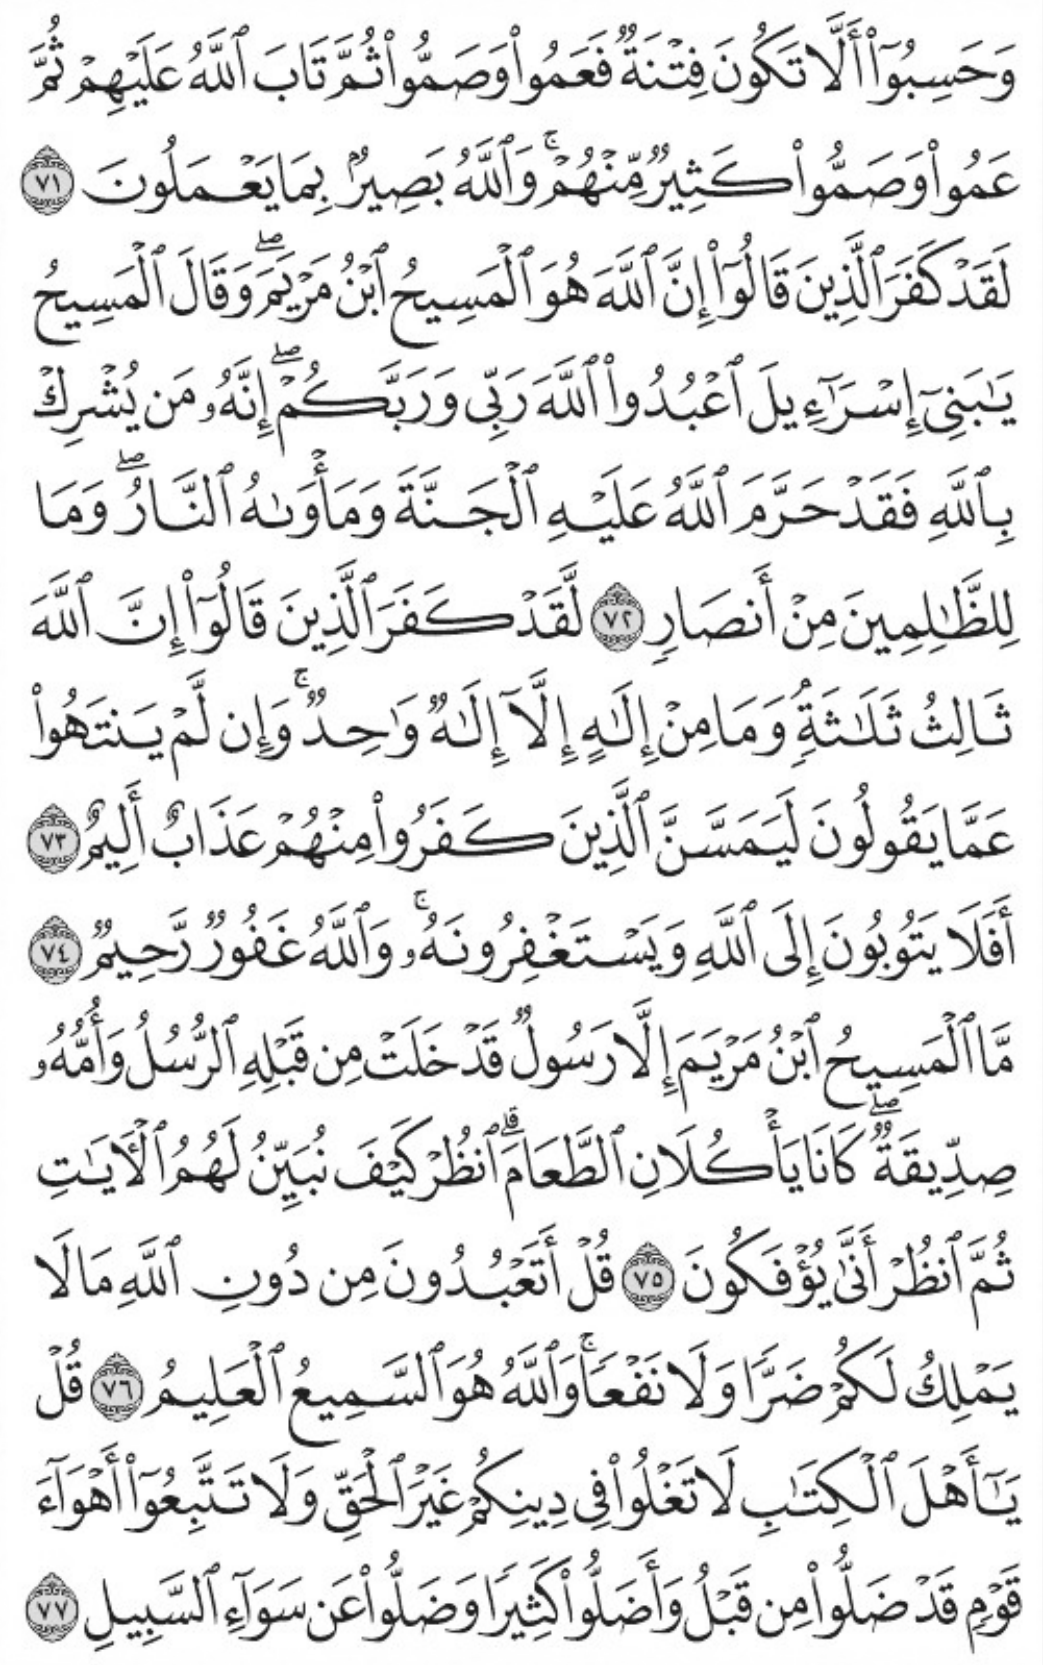 وَحَسِبُوٓا۟ أَلَّا تَكُونَ فِتْنَةٌ فَعَمُوا۟ وَصَمُّوا۟ ثُمَّ تَابَ ٱللَّهُ عَلَيْهِمْ ثُمَّ
عَمُوا۟ وَصَمُّوا۟ كَثِيرٌ مِّنْهُمْ ۚ وَٱللَّهُ بَصِيرٌۢ بِمَا يَعْمَلُونَ ٧١
لَقَدْ كَفَرَ ٱلَّذِينَ قَالُوٓا۟ إِنَّ ٱللَّهَ هُوَ ٱلْمَسِيحُ ٱبْنُ مَرْيَمَ ۖ وَقَالَ ٱلْمَسِيحُ
يَٰبَنِىٓ إِسْرَٰٓءِيلَ ٱعْبُدُوا۟ ٱللَّهَ رَبِّى وَرَبَّكُمْ ۖ إِنَّهُۥ مَن يُشْرِكْ
بِٱللَّهِ فَقَدْ حَرَّمَ ٱللَّهُ عَلَيْهِ ٱلْجَنَّةَ وَمَأْوَىٰهُ ٱلنَّارُ ۖ وَمَا
لِلظَّٰلِمِينَ مِنْ أَنصَارٍ ٧٢ لَّقَدْ كَفَرَ ٱلَّذِينَ قَالُوٓا۟ إِنَّ ٱللَّهَ
ثَالِثُ ثَلَٰثَةٍ ۘ وَمَا مِنْ إِلَٰهٍ إِلَّآ إِلَٰهٌ وَٰحِدٌ ۚ وَإِن لَّمْ يَنتَهُوا۟
عَمَّا يَقُولُونَ لَيَمَسَّنَّ ٱلَّذِينَ كَفَرُوا۟ مِنْهُمْ عَذَابٌ أَلِيمٌ ٧٣
أَفَلَا يَتُوبُونَ إِلَى ٱللَّهِ وَيَسْتَغْفِرُونَهُۥ ۚ وَٱللَّهُ غَفُورٌ رَّحِيمٌ ٧٤
مَّا ٱلْمَسِيحُ ٱبْنُ مَرْيَمَ إِلَّا رَسُولٌ قَدْ خَلَتْ مِن قَبْلِهِ ٱلرُّسُلُ وَأُمُّهُۥ
صِدِّيقَةٌ ۖ كَانَا يَأْكُلَانِ ٱلطَّعَامَ ۗ ٱنظُرْ كَيْفَ نُبَيِّنُ لَهُمُ ٱلْـَٔايَٰتِ
ثُمَّ ٱنظُرْ أَنَّىٰ يُؤْفَكُونَ ٧٥ قُلْ أَتَعْبُدُونَ مِن دُونِ ٱللَّهِ مَا لَا
يَمْلِكُ لَكُمْ ضَرًّا وَلَا نَفْعًا ۚ وَٱللَّهُ هُوَ ٱلسَّمِيعُ ٱلْعَلِيمُ ٧٦ قُلْ
يَٰٓأَهْلَ ٱلْكِتَٰبِ لَا تَغْلُوا۟ فِى دِينِكُمْ غَيْرَ ٱلْحَقِّ وَلَا تَتَّبِعُوٓا۟ أَهْوَآءَ
قَوْمٍ قَدْ ضَلُّوا۟ مِن قَبْلُ وَأَضَلُّوا۟ كَثِيرًا وَضَلُّوا۟ عَن سَوَآءِ ٱلسَّبِيلِ ٧٧